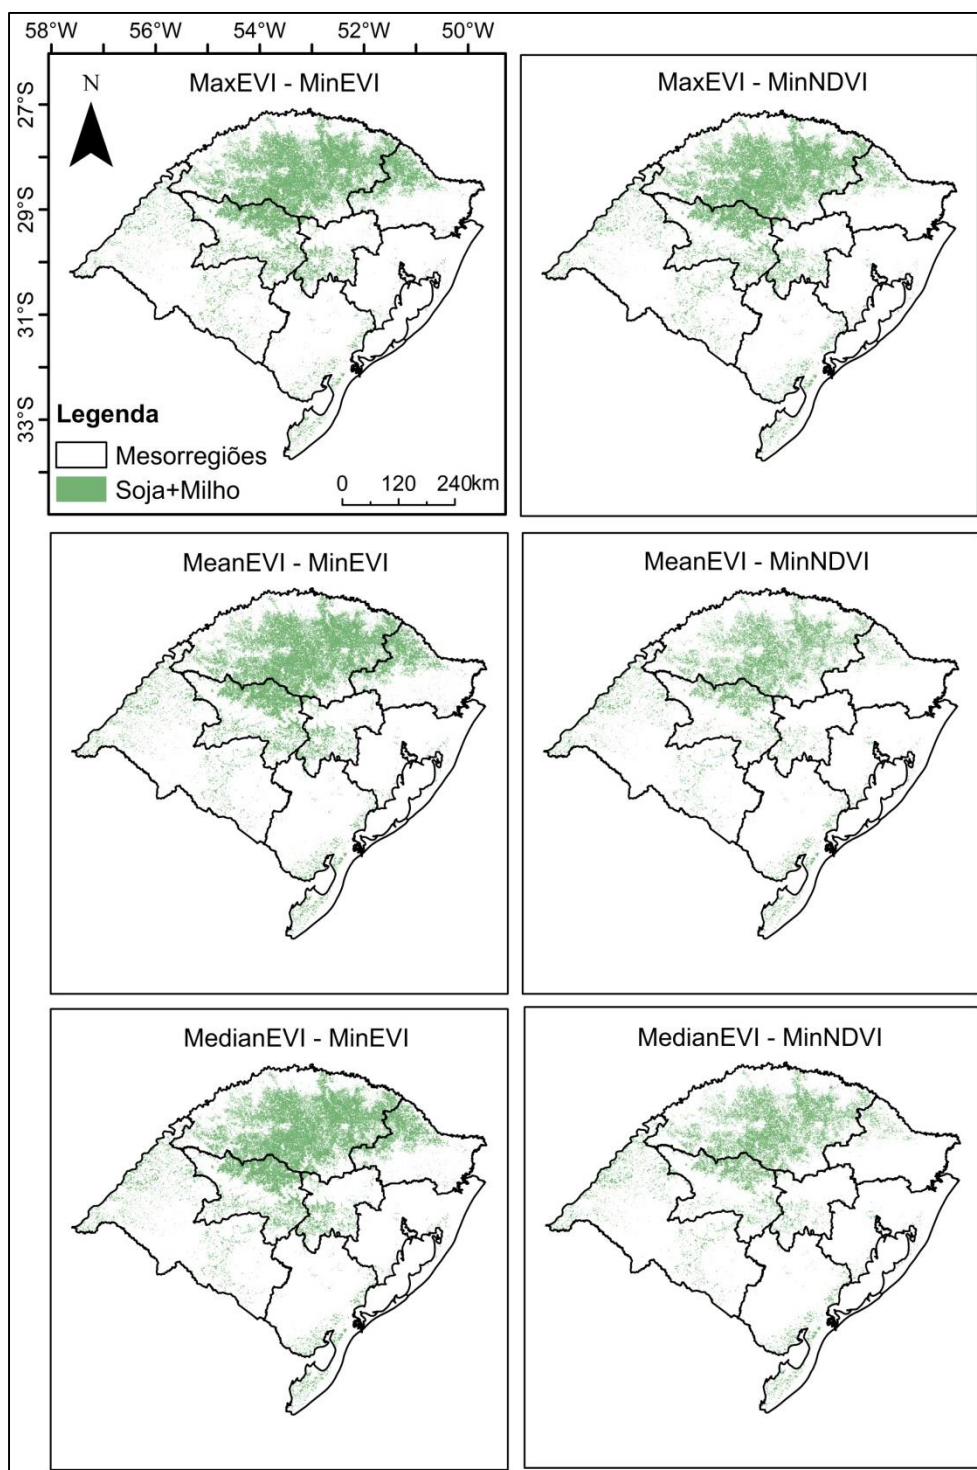 58°W 56°W 54°W 52°W 50°W
27°S
29°S
31°S
33°S
N
MaxEVI - MinEVI
Legenda
Mesorregiões
Soja+Milho
0 120 240km
MaxEVI - MinNDVI
MeanEVI - MinEVI
MeanEVI - MinNDVI
MedianEVI - MinEVI
MedianEVI - MinNDVI